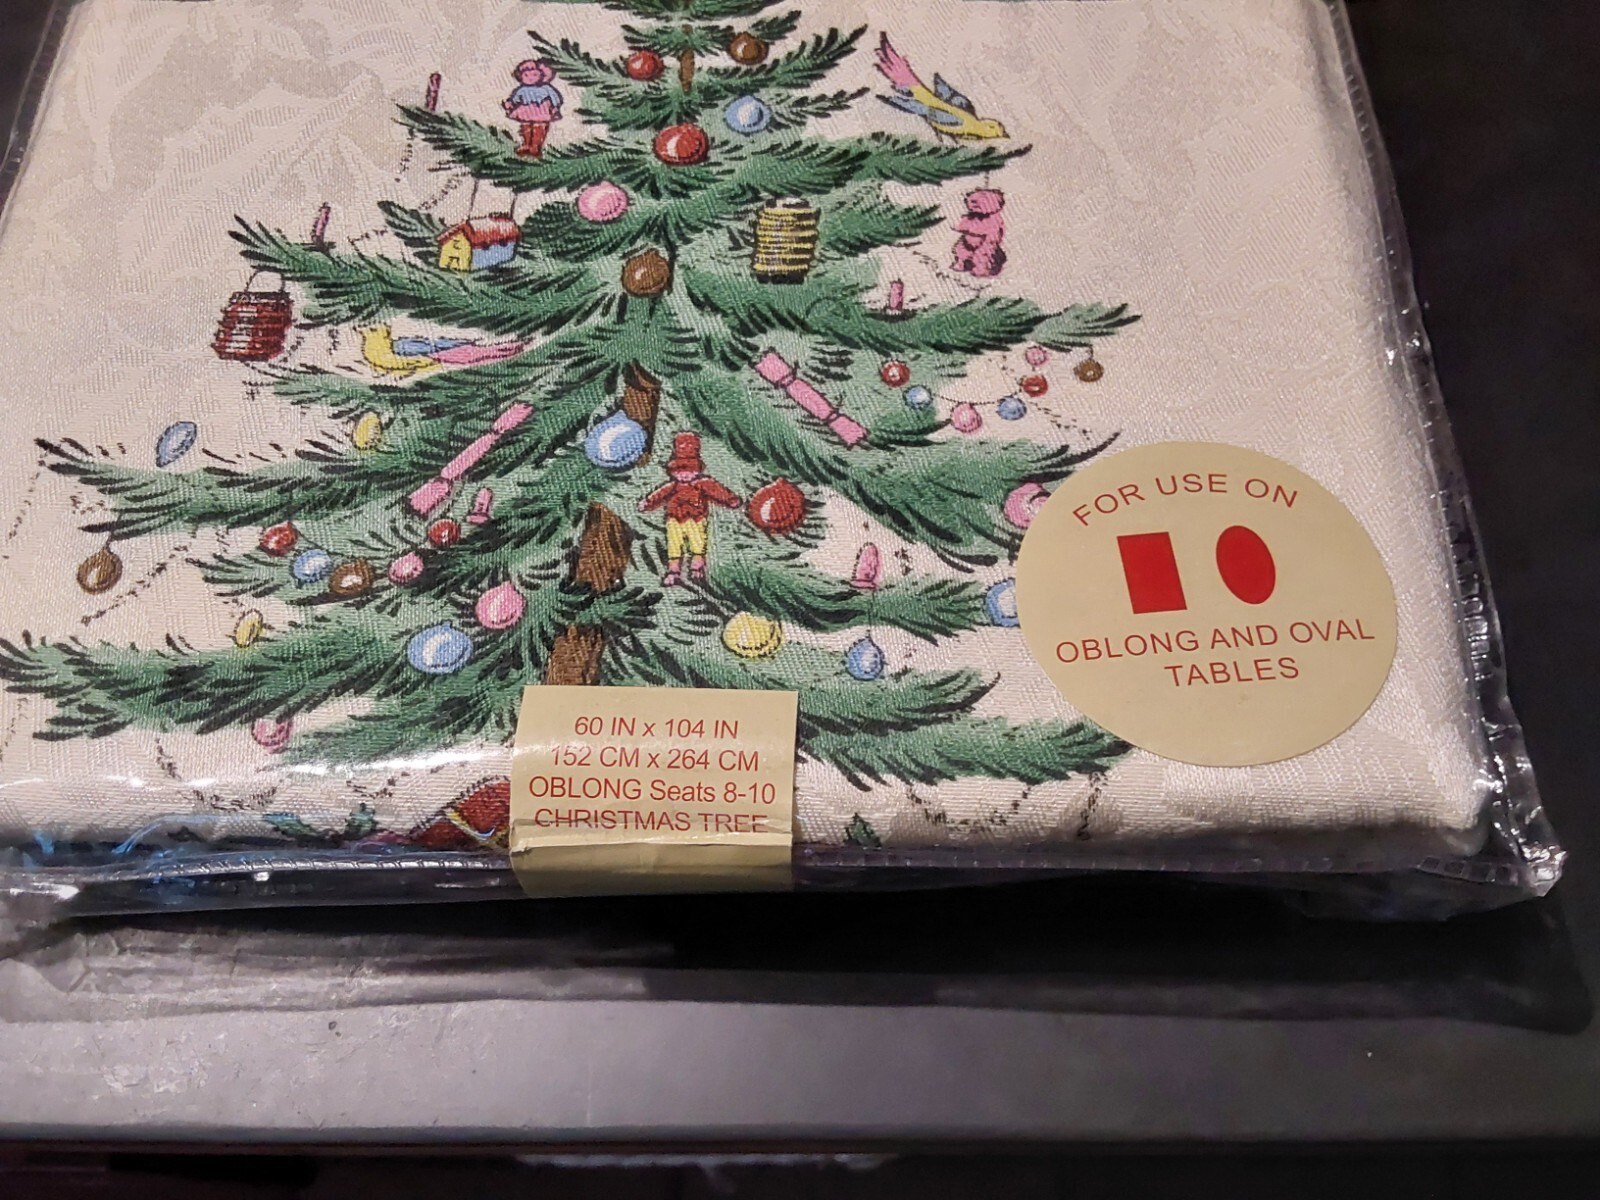 FOR USE ON
OBLONG AND OVAL
TABLES
60 IN x 104 IN
152 CM x 264 CM
OBLONG Seats 8-10
CHRISTMAS TREE